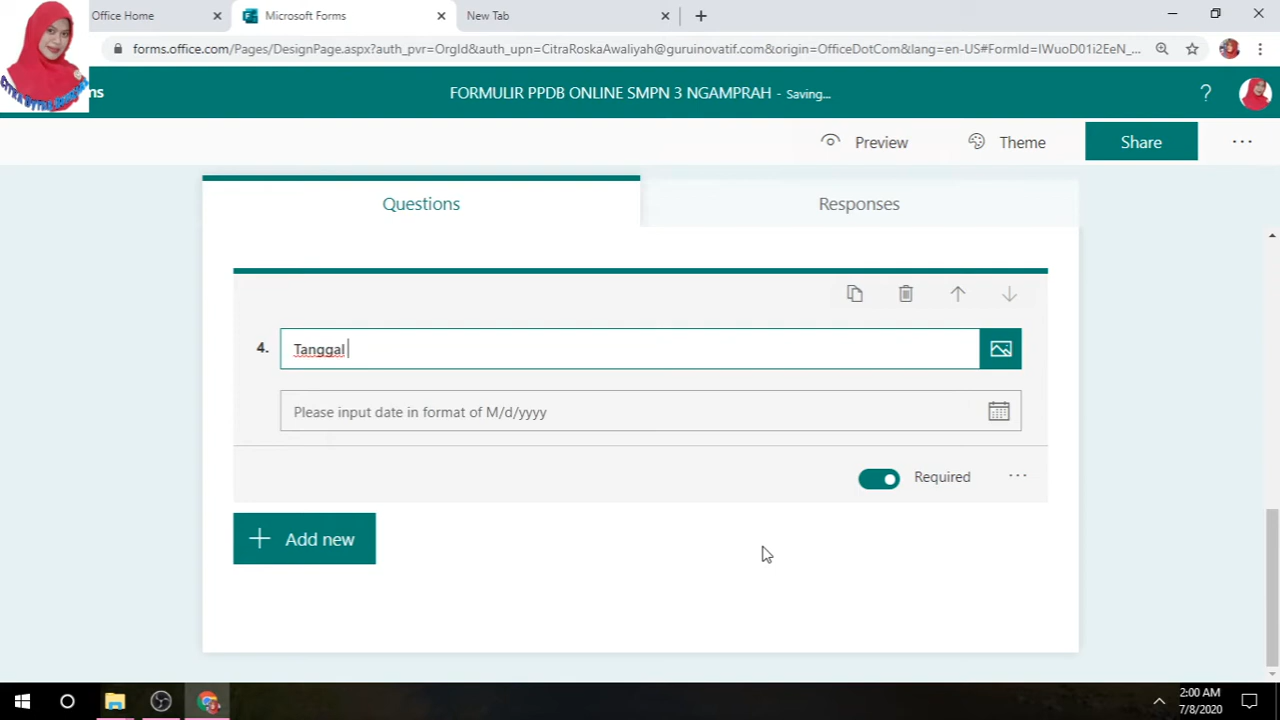 Office Home
Microsoft Forms
New Tab
forms.office.com/Pages/DesignPage.aspx?auth_pvr=OrgId&auth_upn=CitraRoskaAwaliyah@guruinovatif.com&origin=OfficeDotCom&lang=en-US#FormId=IWuoD01i2EeN_...
ns
FORMULIR PPDB ONLINE SMPN 3 NGAMPRAH - Saving...
?
Preview
Theme
Share
Questions
Responses
4.
Tanggal
Please input date in format of M/d/yyyy
Required
Add new
2:00 AM
7/8/2020